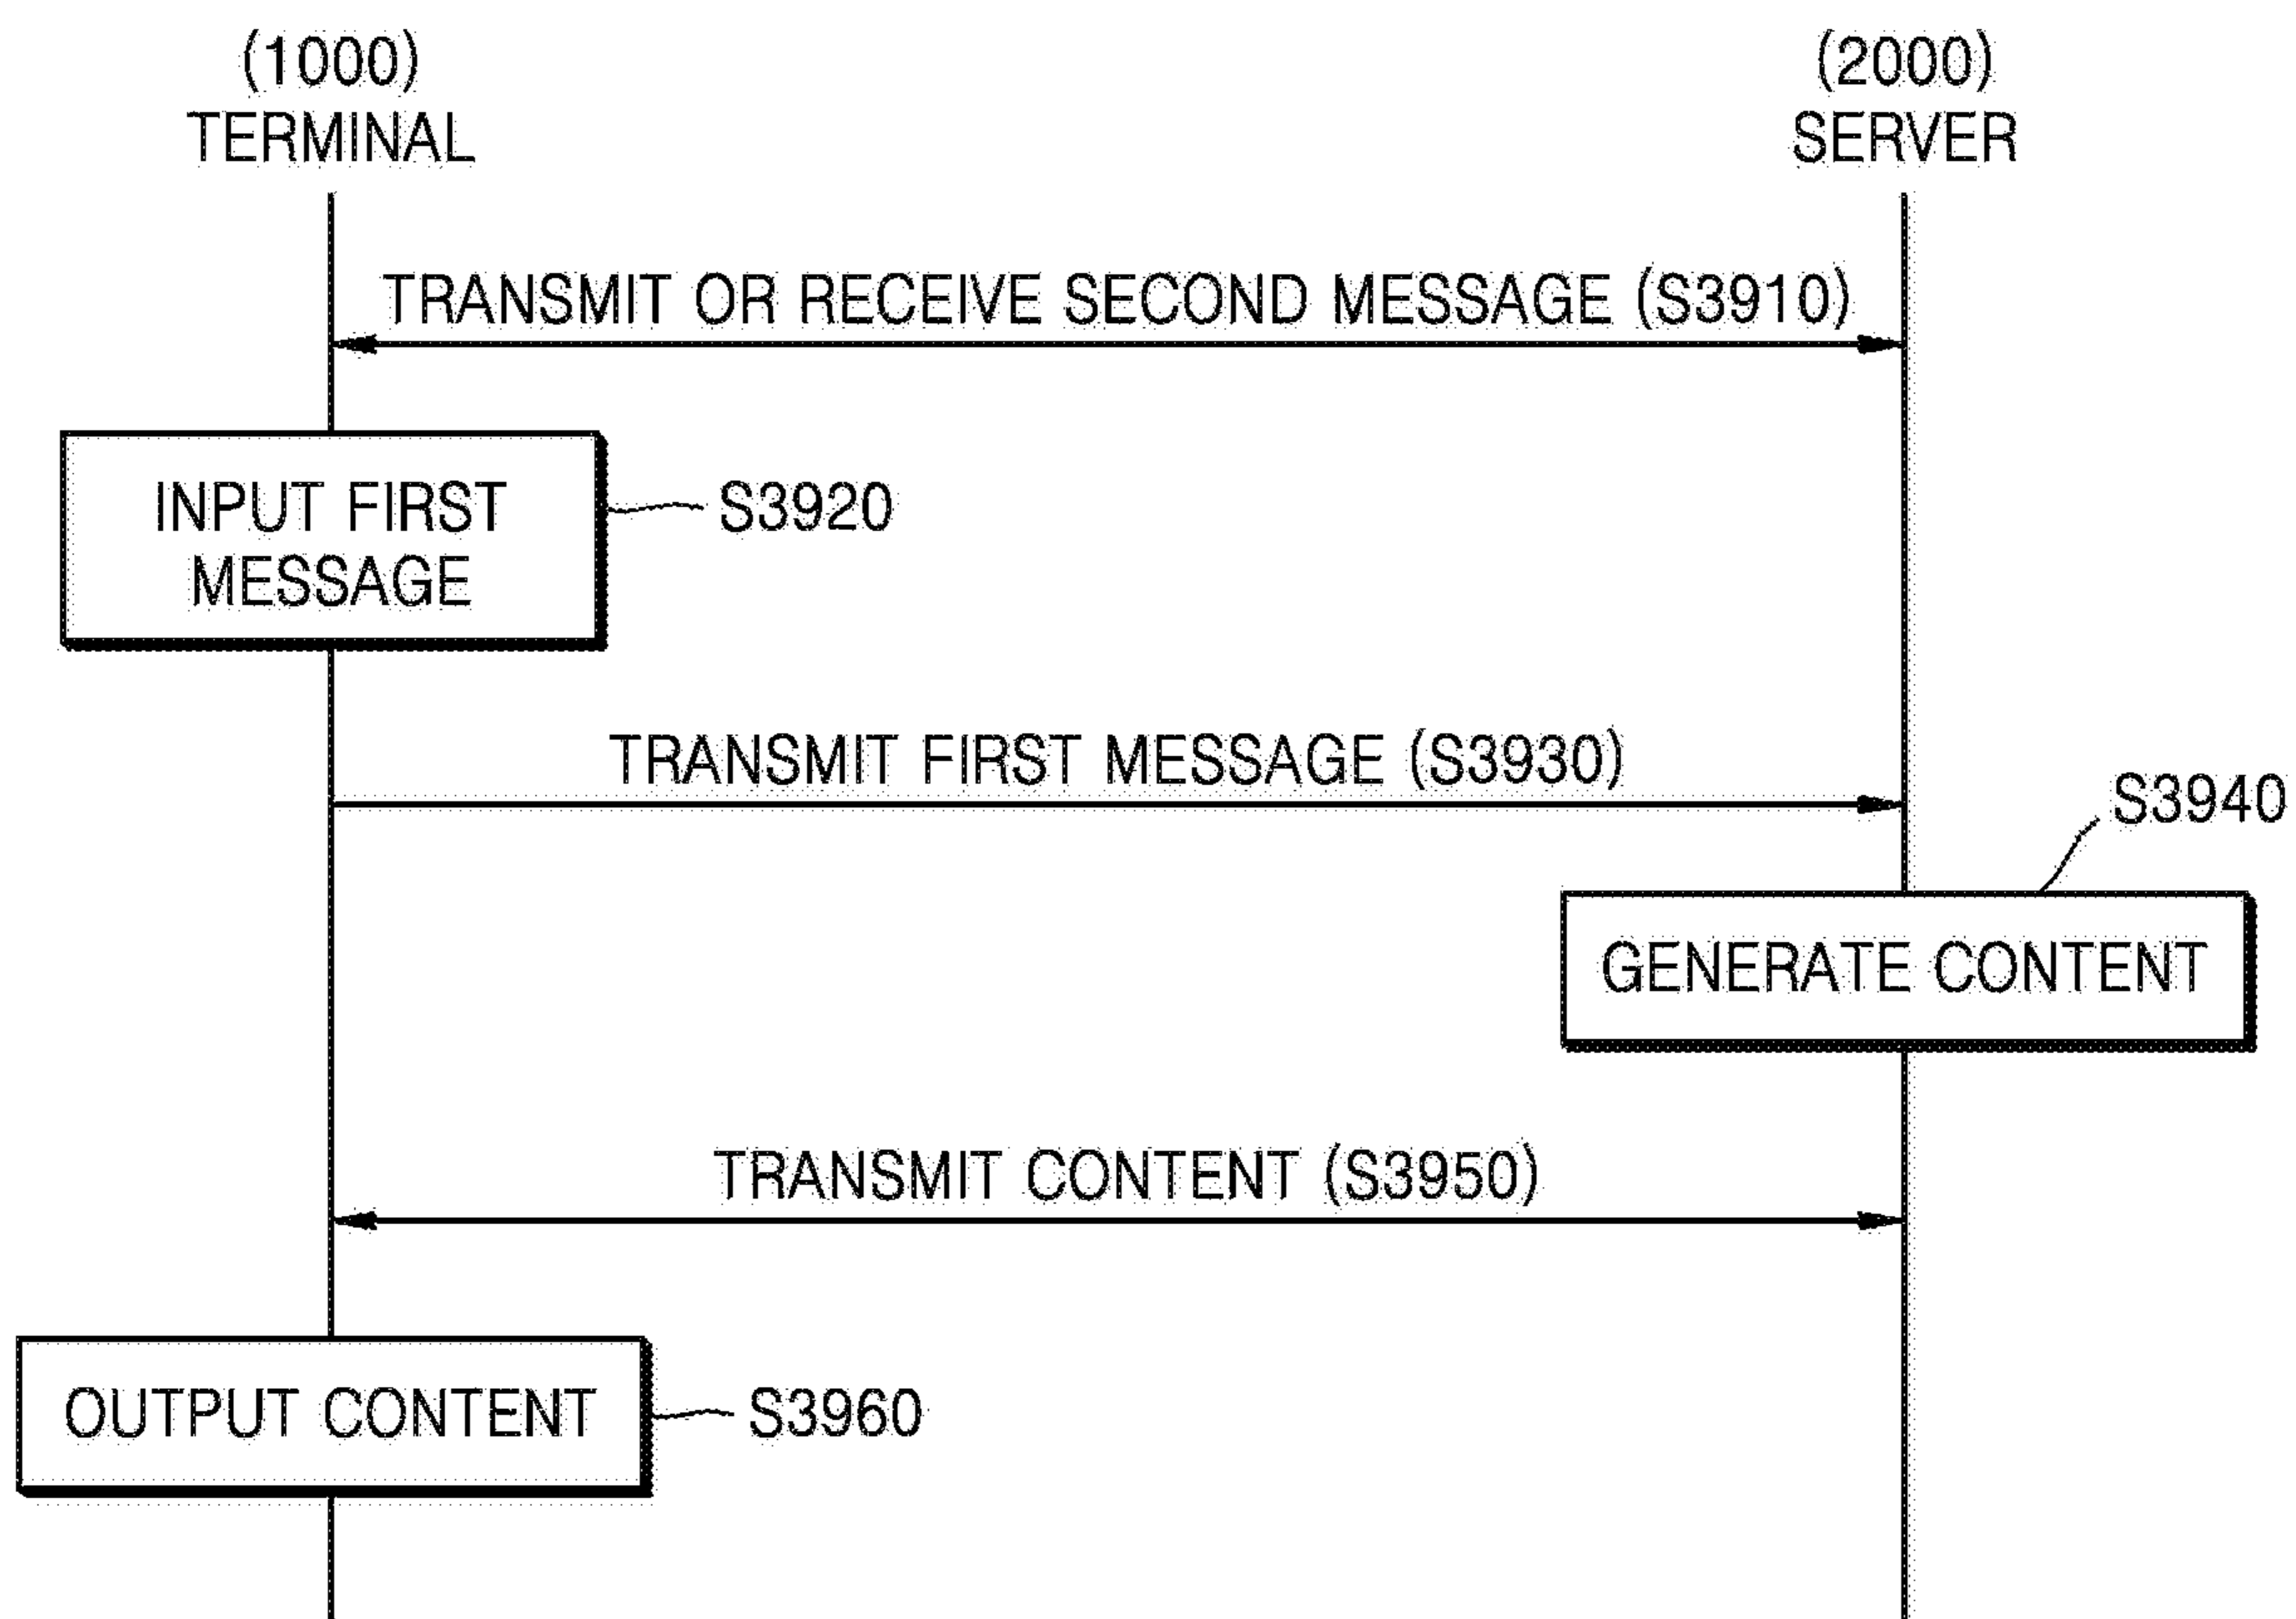 (1000)
TERMINAL
(2000)
SERVER
TRANSMIT OR RECEIVE SECOND MESSAGE (S3910)
INPUT FIRST
MESSAGE
S3920
TRANSMIT FIRST MESSAGE (S3930)
S3940
GENERATE CONTENT
TRANSMIT CONTENT (S3950)
OUTPUT CONTENT
S3960